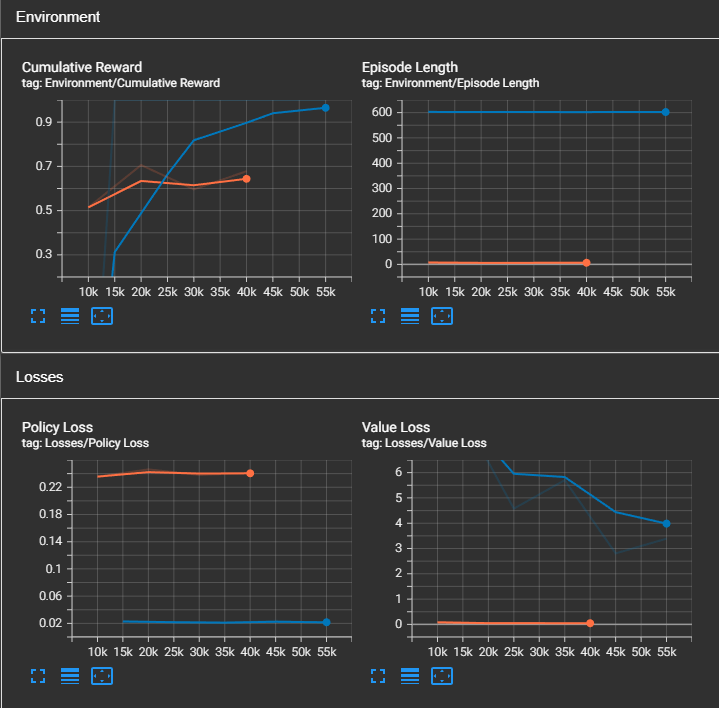 Environment
Cumulative Reward
tag: Environment/Cumulative Reward
0.9
0.7
0.5
0.3
10k 15k 20k 25k 30k 35k 40k 45k 50k 55k
Episode Length
tag: Environment/Episode Length
600
500
400
300
200
100
0
10k 15k 20k 25k 30k 35k 40k 45k 50k 55k
Losses
Policy Loss
tag: Losses/Policy Loss
0.22
0.18
0.14
0.1
0.06
0.02
10k 15k 20k 25k 30k 35k 40k 45k 50k 55k
Value Loss
tag: Losses/Value Loss
6
5
4
3
2
1
0
10k 15k 20k 25k 30k 35k 40k 45k 50k 55k